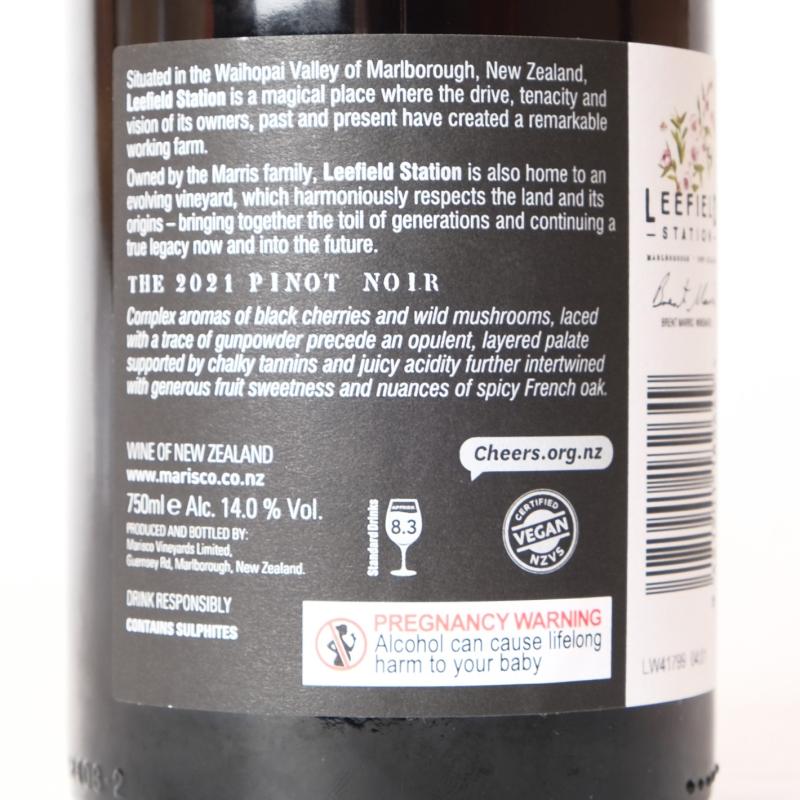 Situated in the Waihopai Valley of Marlborough, New Zealand,
Leefield Station is a magical place where the drive, tenacity and
vision of its owners, past and present have created a remarkable
working farm.
Owned by the Marris family, Leefield Station is also home to an
evolving vineyard, which harmoniously respects the land and its
origins – bringing together the toil of generations and continuing a
true legacy now and into the future.
THE 2021 PINOT NOIR
Complex aromas of black cherries and wild mushrooms, laced
with a trace of gunpowder precede an opulent, layered palate
supported by chalky tannins and juicy acidity further intertwined
with generous fruit sweetness and nuances of spicy French oak.
WINE OF NEW ZEALAND
www.marisco.co.nz
750ml e Alc. 14.0 % Vol.
PRODUCED AND BOTTLED BY:
Marisco Vineyards Limited,
Guernsey Rd, Marlborough, New Zealand.
DRINK RESPONSIBLY
CONTAINS SULPHITES
Cheers.org.nz
Standard Drinks
APPROX.
8.3
CERTIFIED
VEGAN
NZVS
PREGNANCY WARNING
Alcohol can cause lifelong
harm to your baby
LEEFIELD
STATION
MARLBOROUGH
BRENT MARRIS
LW41799